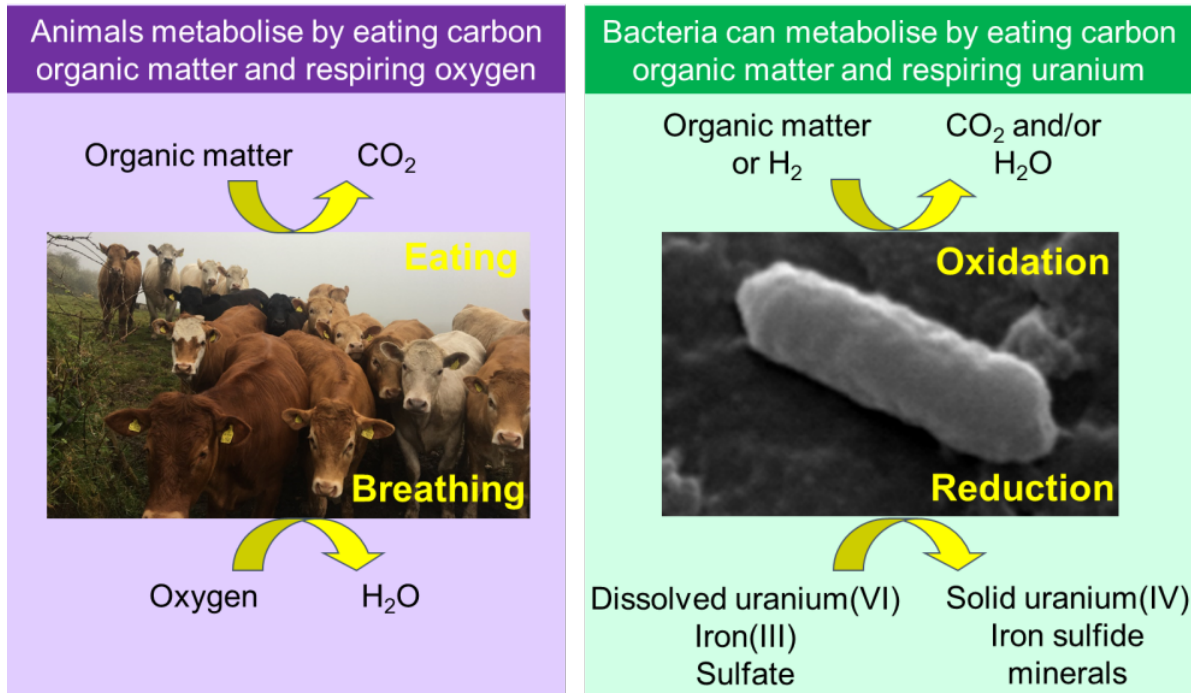 Animals metabolise by eating carbon
organic matter and respiring oxygen
Organic matter
CO₂
Eating
Breathing
Oxygen
H₂O
Bacteria can metabolise by eating carbon
organic matter and respiring uranium
Organic matter
or H₂
CO₂ and/or
H₂O
Oxidation
Reduction
Dissolved uranium(VI)
Iron(III)
Sulfate
Solid uranium(IV)
Iron sulfide
minerals